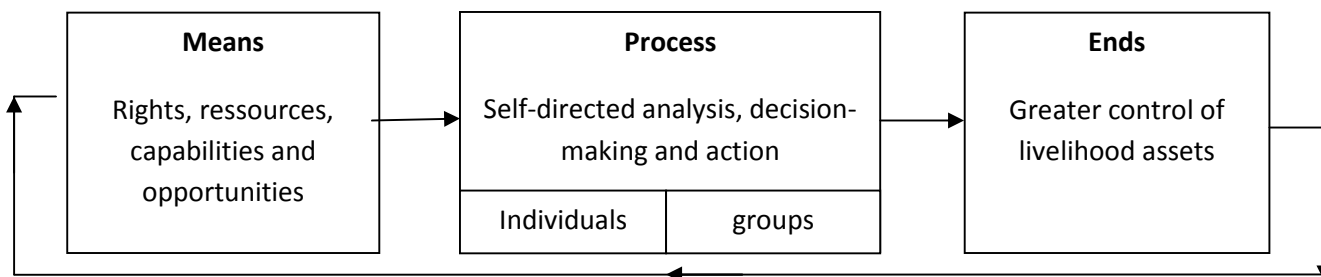 Means
Rights, ressources,
capabilities and
opportunities
Process
Self-directed analysis, decision-
making and action
Individuals
groups
Ends
Greater control of
livelihood assets